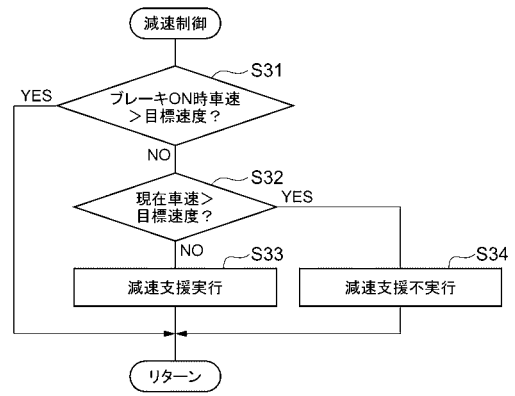 減速制御
S31
YES
ブレーキON時車速
＞目標速度？
NO
S32
現在車速＞
目標速度？
YES
NO
S33
減速支援実行
S34
減速支援不実行
リターン